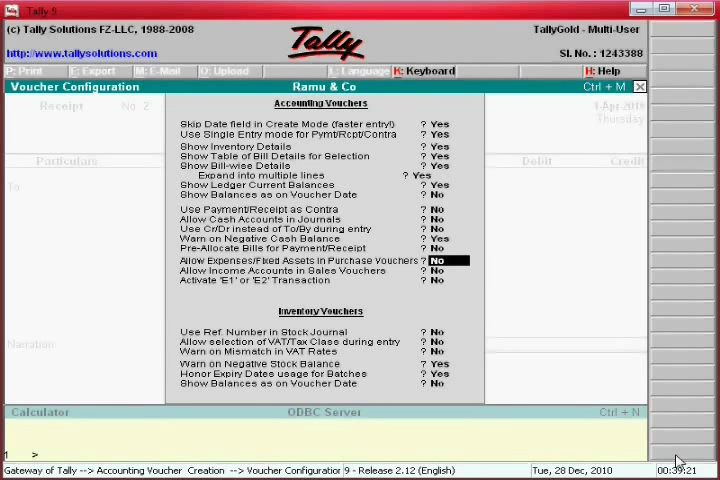 Tally 9
(c) Tally Solutions FZ-LLC, 1988-2008
TallyGold - Multi-User
Tally
http://www.tallysolutions.com
Sl. No. : 1243388
P: Print
E: Export
M: E-Mail
O: Upload
L: Language
K: Keyboard
H: Help
Voucher Configuration
Ramu & Co
Ctrl + M
Receipt No. 2
1-Apr-2010
Thursday
Particulars
Debit
Credit
To
Accounting Vouchers
Skip Date field in Create Mode (faster entry!) ? Yes
Use Single Entry mode for Pymt/Rcpt/Contra ? Yes
Show Inventory Details ? Yes
Show Table of Bill Details for Selection ? Yes
Show Bill-wise Details ? Yes
Expand into multiple lines ? Yes
Show Ledger Current Balances ? Yes
Show Balances as on Voucher Date ? No
Use Payment/Receipt as Contra ? No
Allow Cash Accounts in Journals ? No
Use Cr/Dr instead of To/By during entry ? No
Warn on Negative Cash Balance ? Yes
Pre-Allocate Bills for Payment/Receipt ? No
Allow Expenses/Fixed Assets in Purchase Vouchers ? No
Allow Income Accounts in Sales Vouchers ? No
Activate 'E1' or 'E2' Transaction ? No
Inventory Vouchers
Use Ref. Number in Stock Journal ? No
Allow selection of VAT/Tax Class during entry ? No
Warn on Mismatch in VAT Rates ? No
Warn on Negative Stock Balance ? Yes
Honor Expiry Dates usage for Batches ? Yes
Show Balances as on Voucher Date ? No
Narration:
Calculator
ODBC Server
Ctrl + N
1 >
Gateway of Tally --> Accounting Voucher Creation --> Voucher Configuration
9 - Release 2.12 (English)
Tue, 28 Dec, 2010
00:39:21